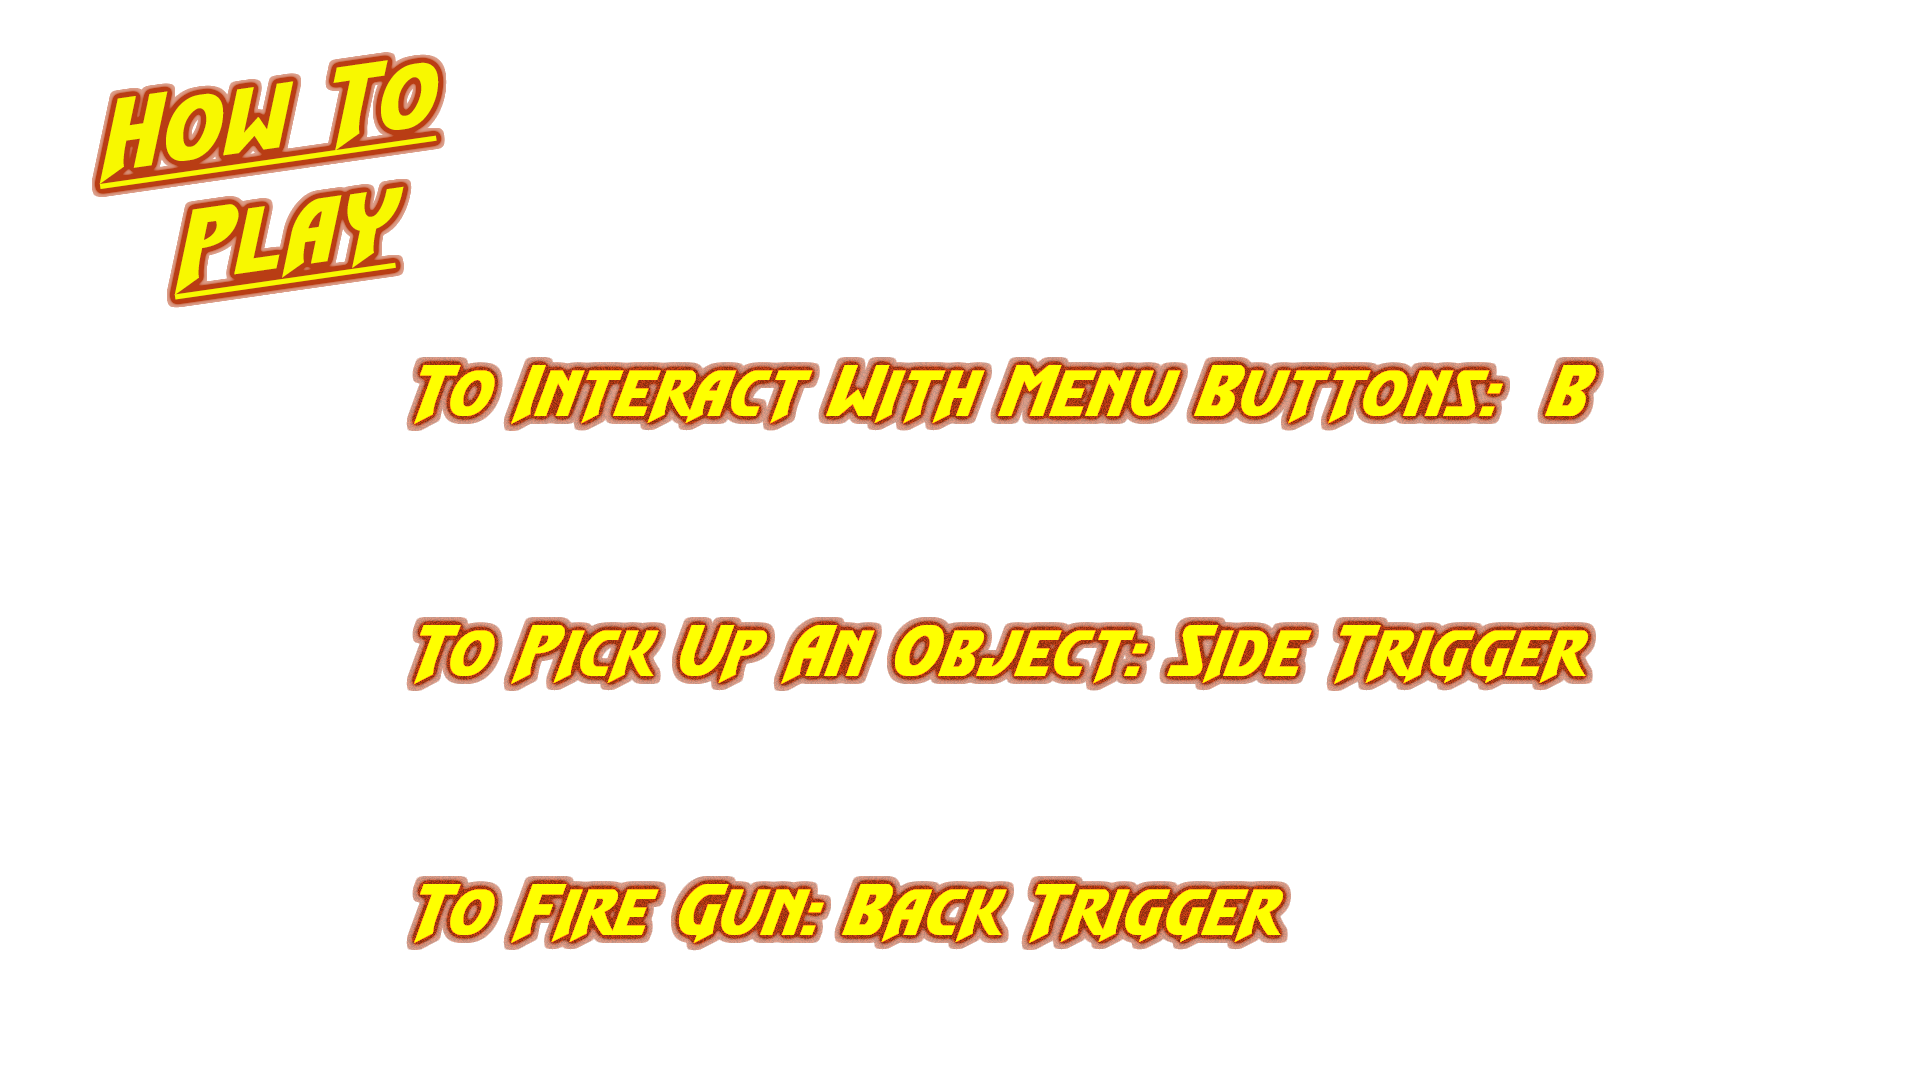 How To
Play
To Interact With Menu Buttons: B
To Pick Up An Object: Side Trigger
To Fire Gun: Back Trigger